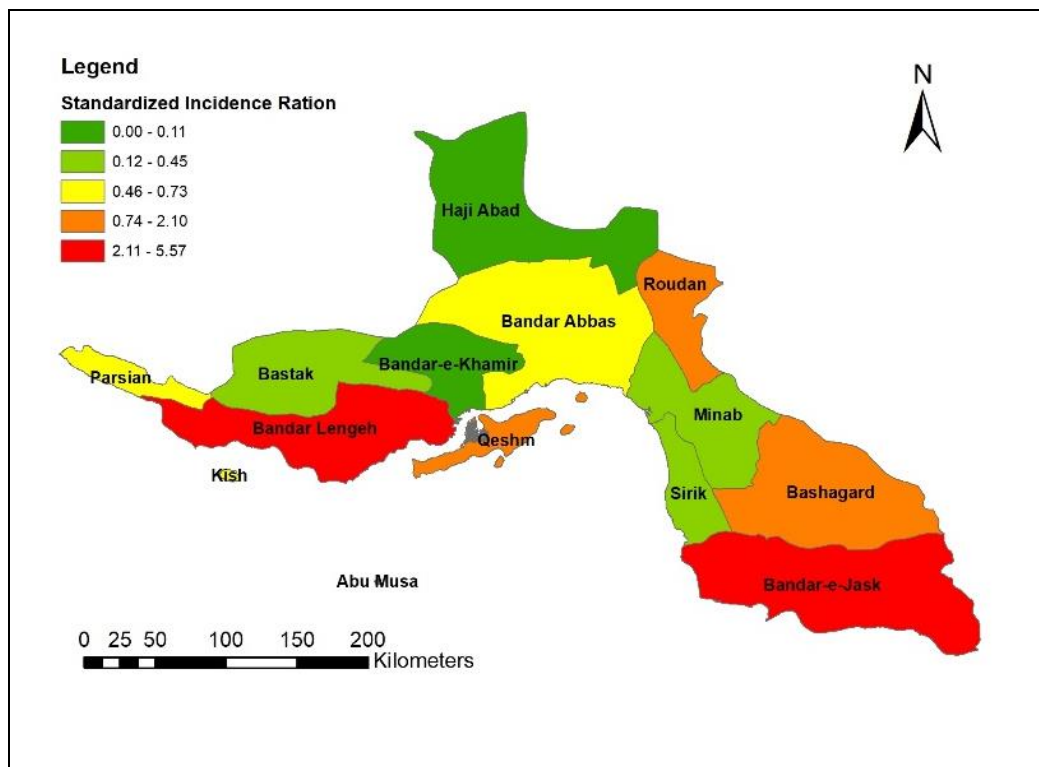 Legend
Standardized Incidence Ration
0.00 - 0.11
0.12 - 0.45
0.46 - 0.73
0.74 - 2.10
2.11 - 5.57
N
Haji Abad
Roudan
Bandar Abbas
Bandar-e-Khamir
Parsian
Bastak
Minab
Bandar Lengeh
Qeshm
Kish
Sirik
Bashagard
Abu Musa
Bandar-e-Jask
0 25 50 100 150 200
Kilometers